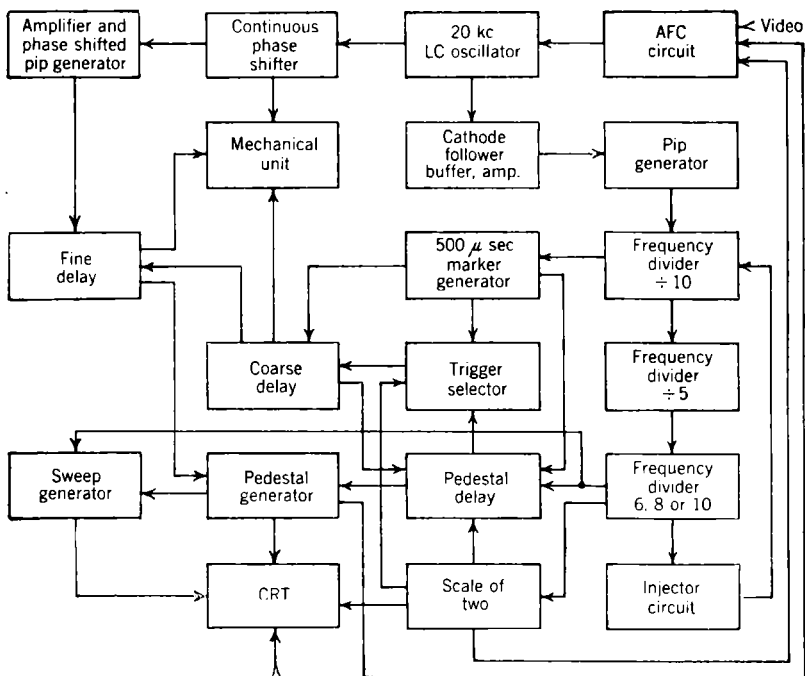 Amplifier and
phase shifted
pip generator
Continuous
phase
shifter
20 kc
LC oscillator
AFC
circuit
Video
Mechanical
unit
Cathode
follower
buffer, amp.
Pip
generator
Fine
delay
500 μ sec
marker
generator
Frequency
divider
÷ 10
Coarse
delay
Trigger
selector
Frequency
divider
÷ 5
Sweep
generator
Pedestal
generator
Pedestal
delay
Frequency
divider
6, 8 or 10
CRT
Scale of
two
Injector
circuit